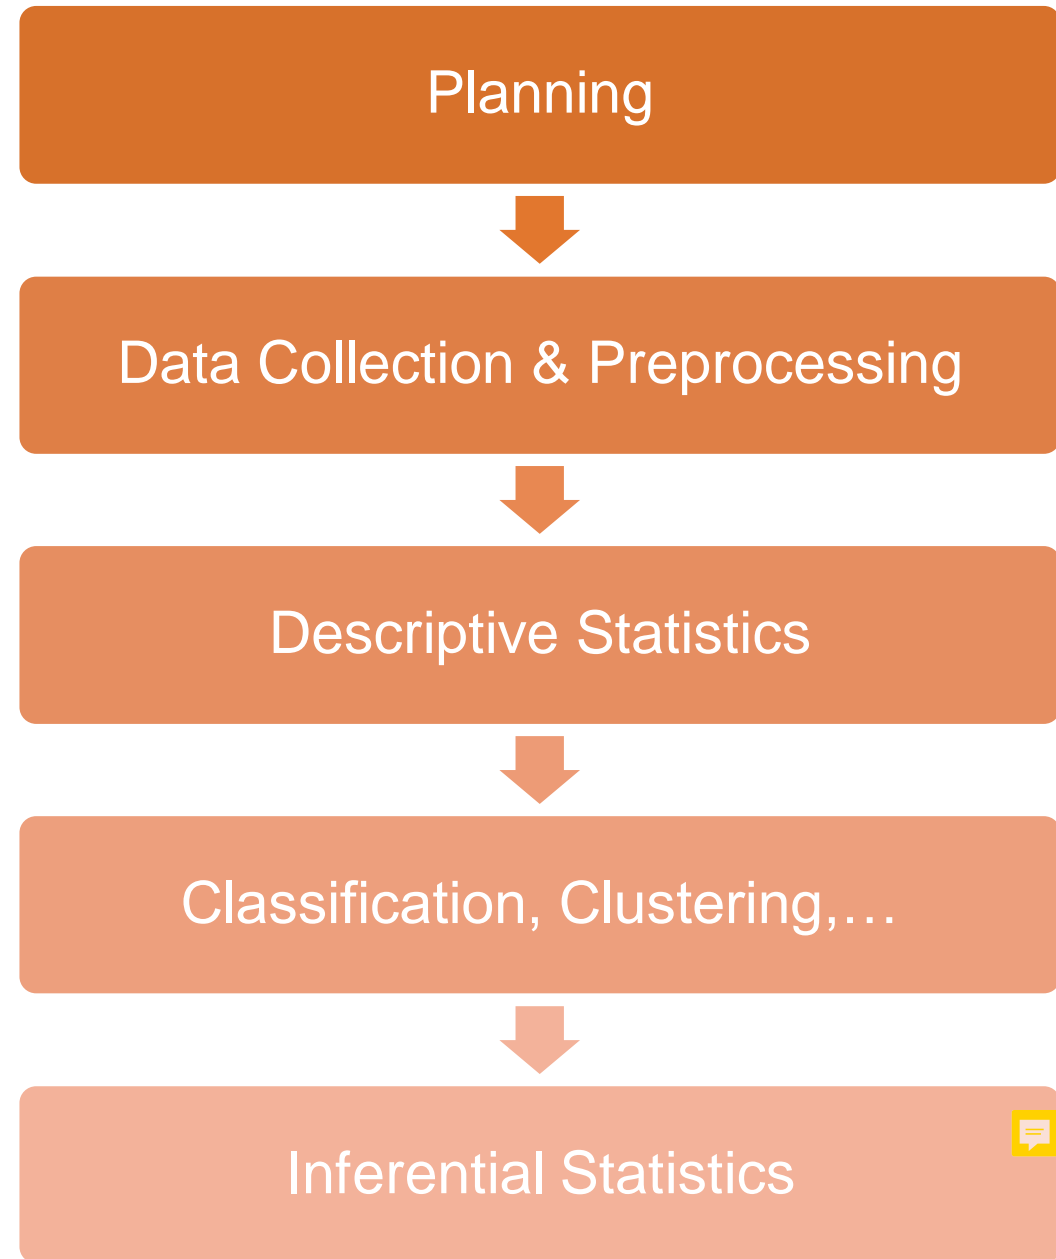 Planning
Data Collection & Preprocessing
Descriptive Statistics
Classification, Clustering,…
Inferential Statistics